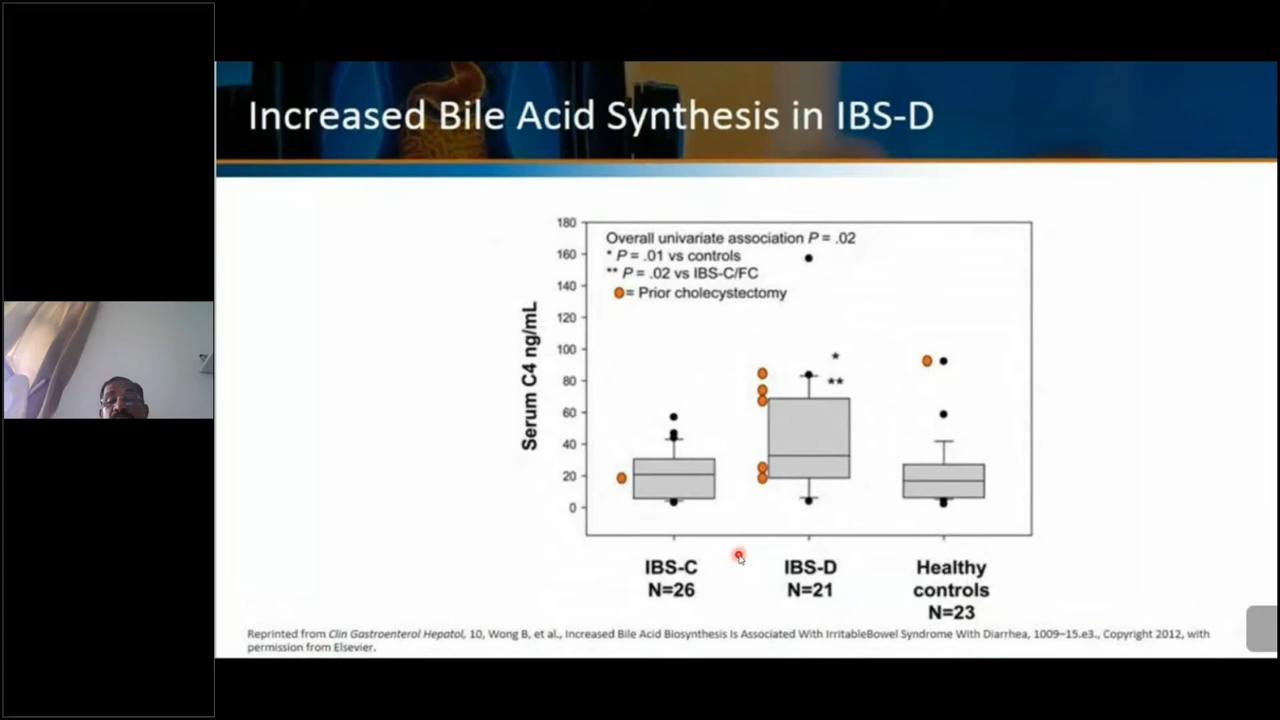 Increased Bile Acid Synthesis in IBS-D
180
160
140
120
100
80
60
40
20
0
Serum C4 ng/mL
Overall univariate association P = .02
* P = .01 vs controls
** P = .02 vs IBS-C/FC
= Prior cholecystectomy
*
**
IBS-C
N=26
IBS-D
N=21
Healthy
controls
N=23
Reprinted from Clin Gastroenterol Hepatol, 10, Wong B, et al., Increased Bile Acid Biosynthesis Is Associated With IrritableBowel Syndrome With Diarrhea, 1009–15.e3., Copyright 2012, with
permission from Elsevier.